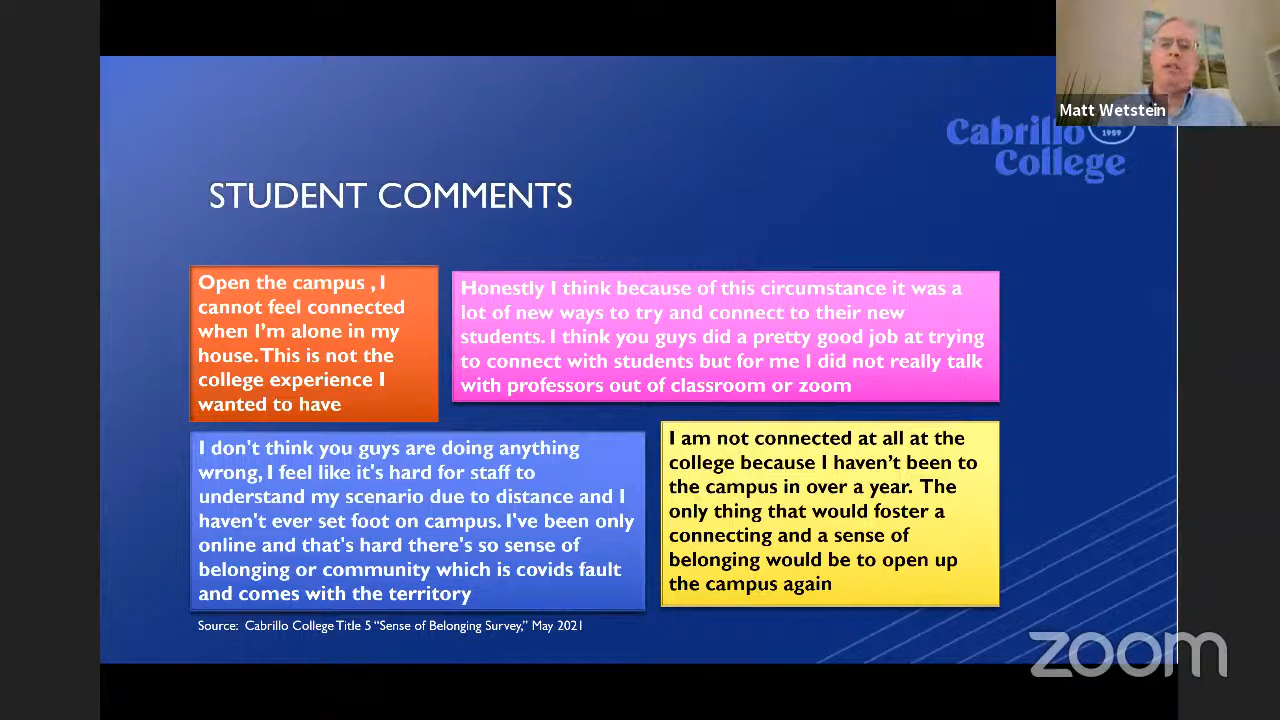 Matt Wetstein
Cabrillo
1959
College
STUDENT COMMENTS
Open the campus , I
cannot feel connected
when I'm alone in my
house. This is not the
college experience I
wanted to have
Honestly I think because of this circumstance it was a
lot of new ways to try and connect to their new
students. I think you guys did a pretty good job at trying
to connect with students but for me I did not really talk
with professors out of classroom or zoom
I don't think you guys are doing anything
wrong, I feel like it's hard for staff to
understand my scenario due to distance and I
haven't ever set foot on campus. I've been only
online and that's hard there's so sense of
belonging or community which is covids fault
and comes with the territory
I am not connected at all at the
college because I haven't been to
the campus in over a year. The
only thing that would foster a
connecting and a sense of
belonging would be to open up
the campus again
Source: Cabrillo College Title 5 “Sense of Belonging Survey,” May 2021
zoom